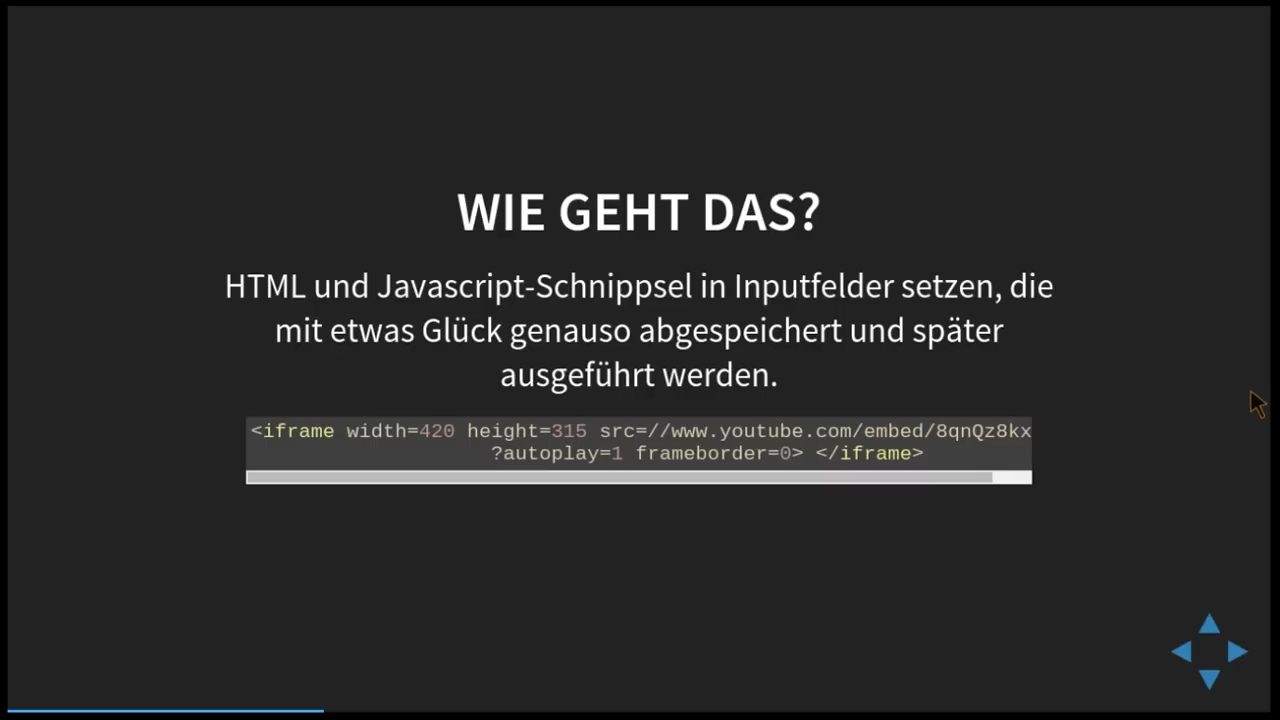 WIE GEHT DAS?
HTML und Javascript-Schnippsel in Inputfelder setzen, die
mit etwas Glück genauso abgespeichert und später
ausgeführt werden.
<iframe width=420 height=315 src=//www.youtube.com/embed/8qnQz8kx
?autoplay=1 frameborder=0> </iframe>